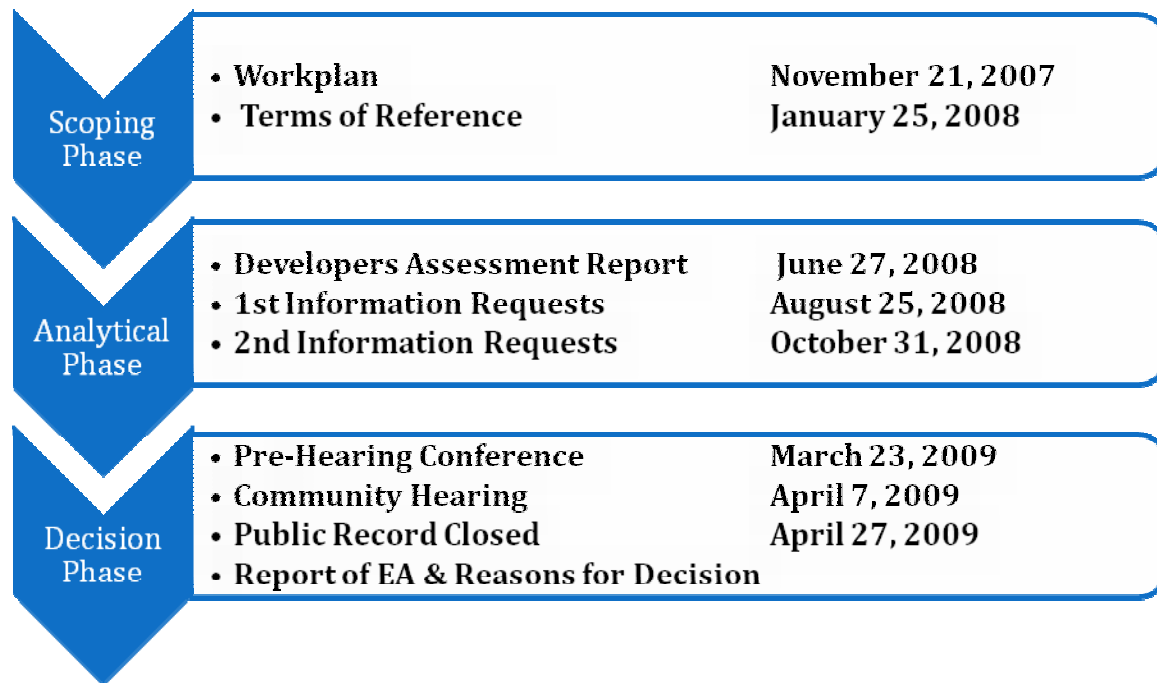 Scoping
Phase
• Workplan November 21, 2007
• Terms of Reference January 25, 2008
Analytical
Phase
• Developers Assessment Report June 27, 2008
• 1st Information Requests August 25, 2008
• 2nd Information Requests October 31, 2008
Decision
Phase
• Pre-Hearing Conference March 23, 2009
• Community Hearing April 7, 2009
• Public Record Closed April 27, 2009
• Report of EA & Reasons for Decision